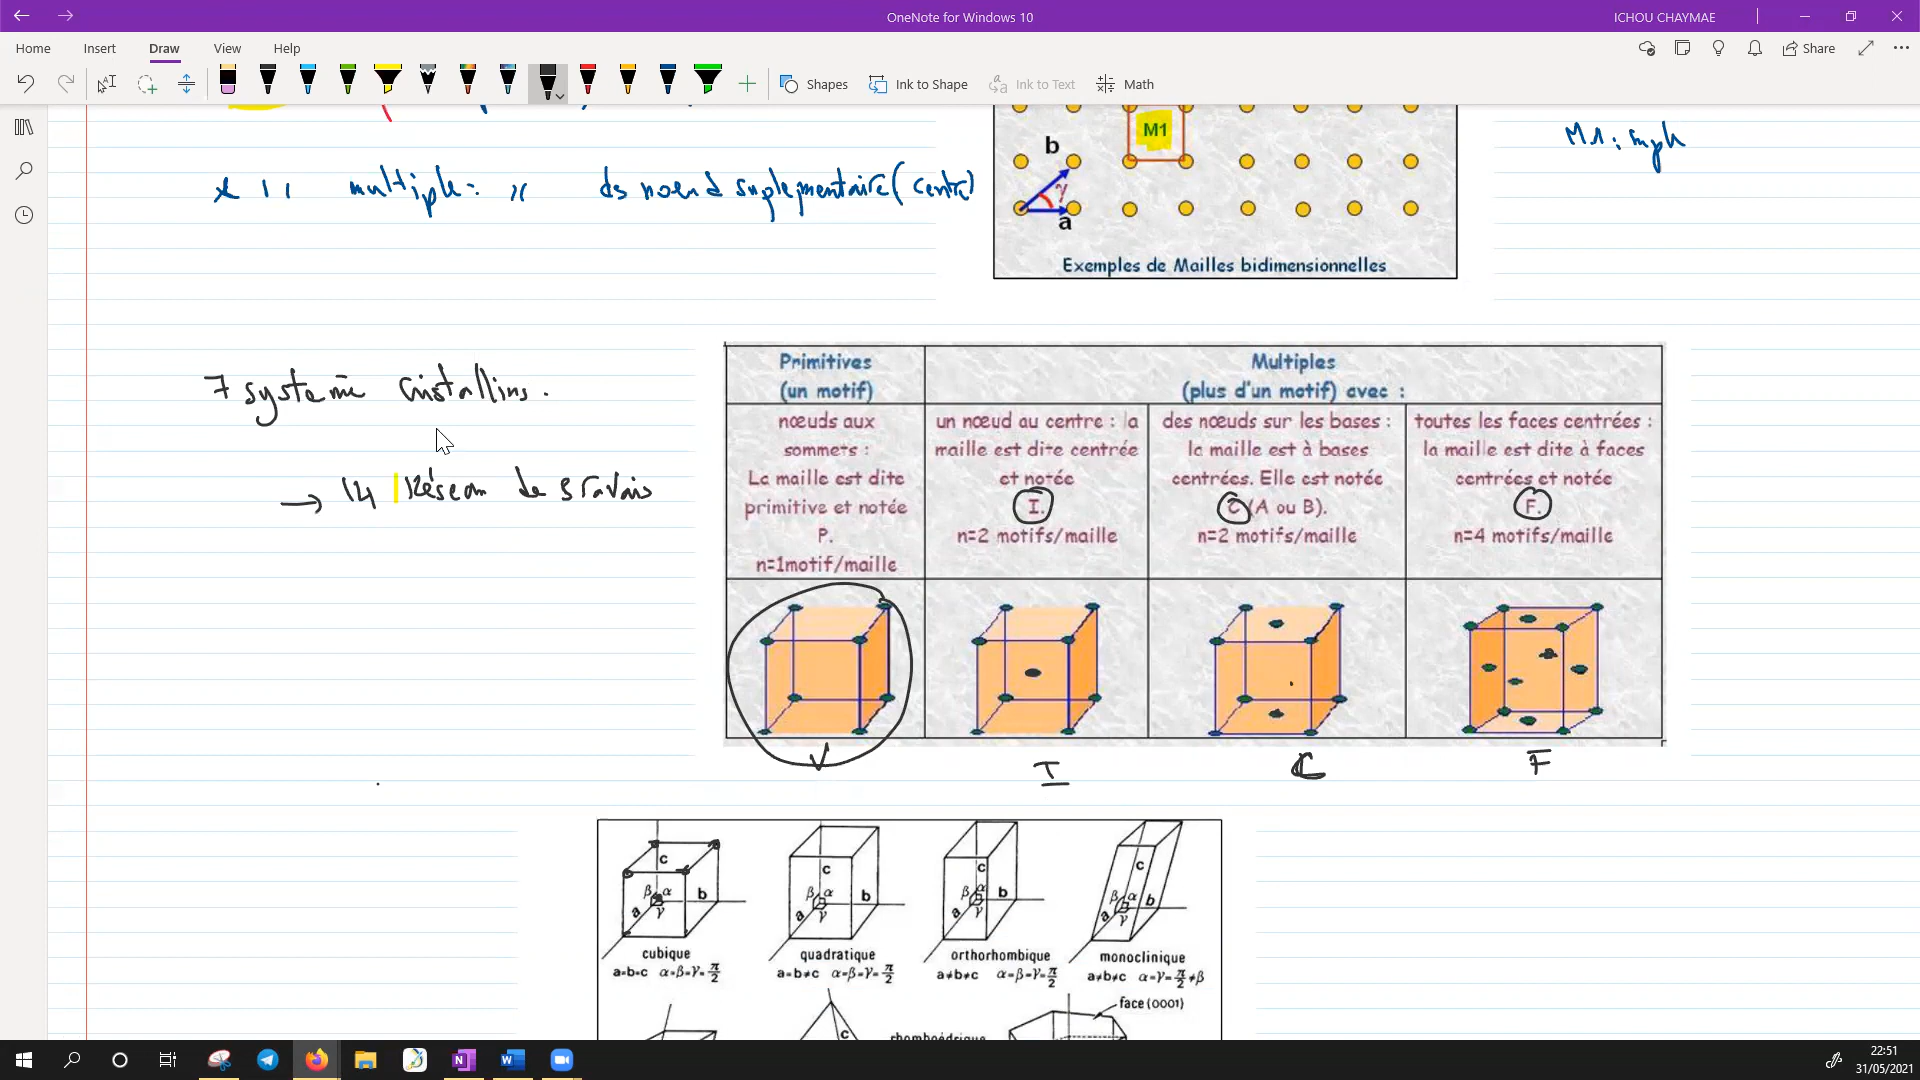 OneNote for Windows 10
ICHOU CHAYMAE
Home Insert Draw View Help
Share
Shapes Ink to Shape Ink to Text Math
M1
b
γ
a
Exemples de Mailles bidimensionnelles
multiple : des noeud suplementaire (centre)
7 système cristallins.
→ 14 Réseau de Bravais
Primitives
(un motif)
Multiples
(plus d'un motif) avec :
nœuds aux
sommets :
La maille est dite
primitive et notée
P.
n=1motif/maille
un nœud au centre : la
maille est dite centrée
et notée
I.
n=2 motifs/maille
des nœuds sur les bases :
la maille est à bases
centrées. Elle est notée
C (A ou B).
n=2 motifs/maille
toutes les faces centrées :
la maille est dite à faces
centrées et notée
F.
n=4 motifs/maille
I C F
c β α a γ b
cubique
a=b=c α=β=γ=π/2
c β α a γ b
quadratique
a=b≠c α=β=γ=π/2
c β α a γ b
orthorhombique
a≠b≠c α=β=γ=π/2
c β α a γ b
monoclinique
a≠b≠c α=γ=π/2≠β
c
rhomboédrique
face (0001)
22:51
31/05/2021